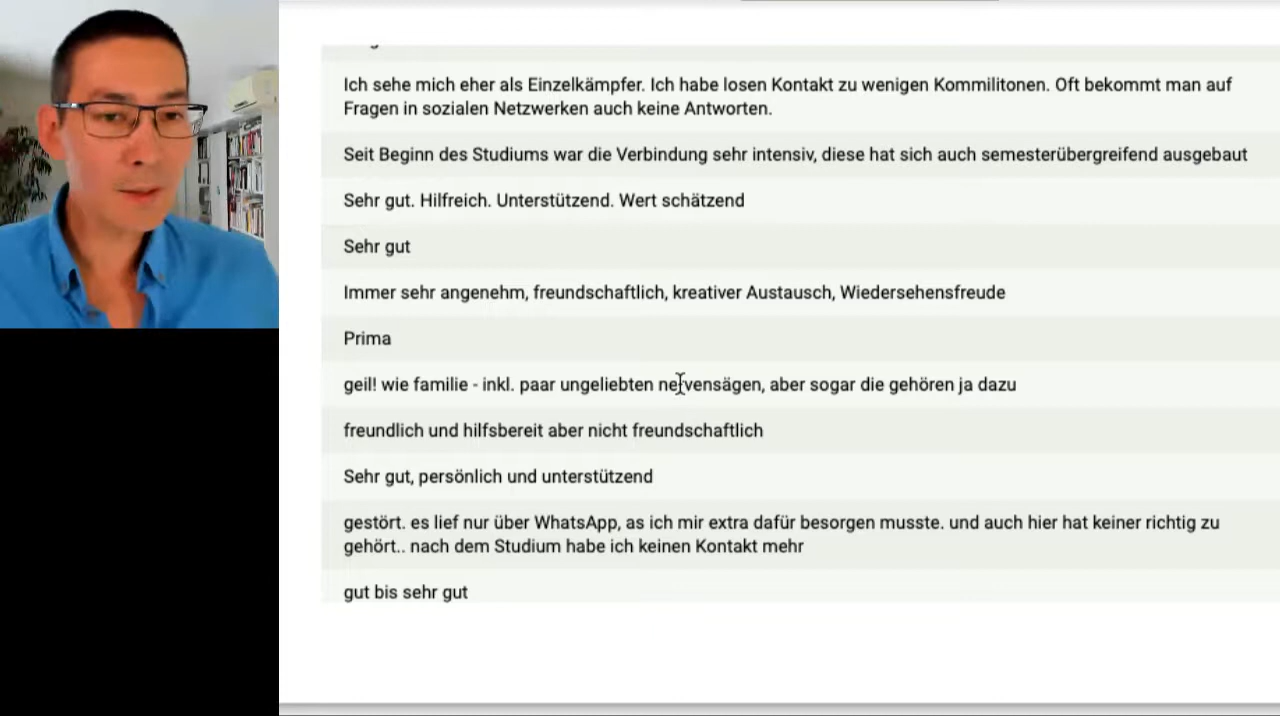 Ich sehe mich eher als Einzelkämpfer. Ich habe losen Kontakt zu wenigen Kommilitonen. Oft bekommt man auf
Fragen in sozialen Netzwerken auch keine Antworten.
Seit Beginn des Studiums war die Verbindung sehr intensiv, diese hat sich auch semesterübergreifend ausgebaut
Sehr gut. Hilfreich. Unterstützend. Wert schätzend
Sehr gut
Immer sehr angenehm, freundschaftlich, kreativer Austausch, Wiedersehensfreude
Prima
geil! wie familie - inkl. paar ungeliebten nervensägen, aber sogar die gehören ja dazu
freundlich und hilfsbereit aber nicht freundschaftlich
Sehr gut, persönlich und unterstützend
gestört. es lief nur über WhatsApp, as ich mir extra dafür besorgen musste. und auch hier hat keiner richtig zu
gehört.. nach dem Studium habe ich keinen Kontakt mehr
gut bis sehr gut